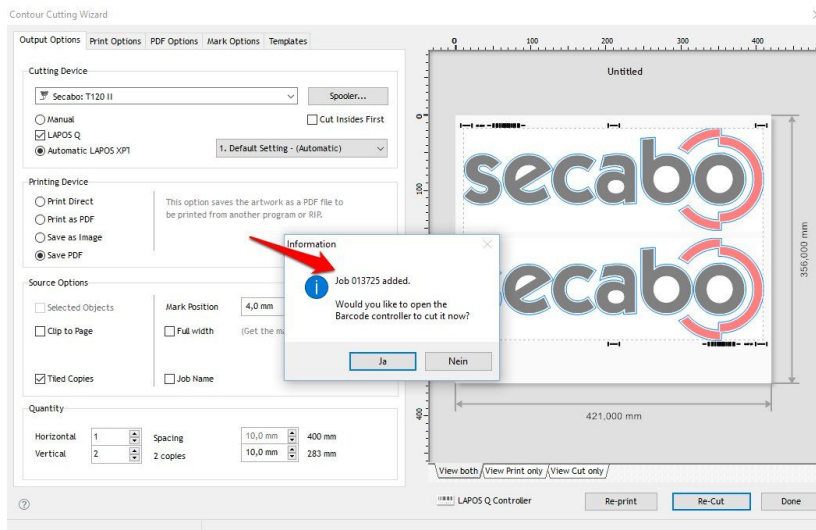 Contour Cutting Wizard
Output Options Print Options PDF Options Mark Options Templates
Cutting Device
Secabo: T120 II
Spooler...
Manual
Cut Insides First
LAPOS Q
Automatic LAPOS XPT
1. Default Setting - (Automatic)
Printing Device
Print Direct
Print as PDF
Save as Image
Save PDF
This option saves the artwork as a PDF file to
be printed from another program or RIP.
Source Options
Selected Objects
Mark Position
4,0 mm
Clip to Page
Full width
(Get the
Tiled Copies
Job Name
Quantity
Horizontal 1 Spacing 10,0 mm 400 mm
Vertical 2 2 copies 10,0 mm 283 mm
Information
Job 013725 added.
Would you like to open the
Barcode controller to cut it now?
Ja Nein
0 100 200 300 400
Untitled
0
100
400
secabo
secabo
356,000 mm
421,000 mm
View both View Print only View Cut only
LAPOS Q Controller Re-print Re-Cut Done